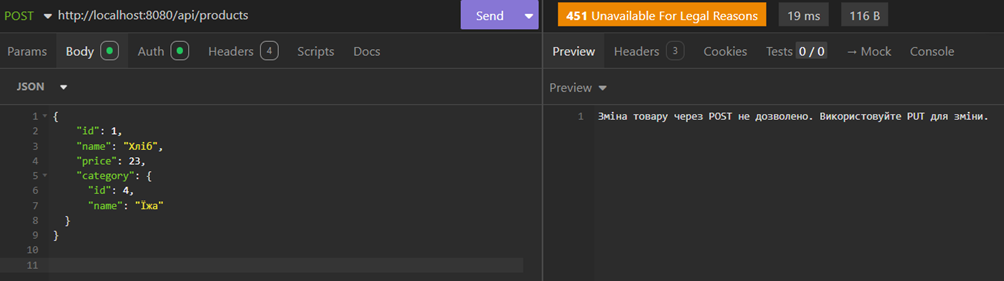 POST http://localhost:8080/api/products Send 451 Unavailable For Legal Reasons 19 ms 116 B
Params Body Auth Headers 4 Scripts Docs Preview Headers 3 Cookies Tests 0 / 0 → Mock Console
JSON Preview
1 {
2 "id": 1,
3 "name": "Хліб",
4 "price": 23,
5 "category": {
6 "id": 4,
7 "name": "Їжа"
8 }
9 }
10
11
1 Зміна товару через POST не дозволено. Використовуйте PUT для зміни.